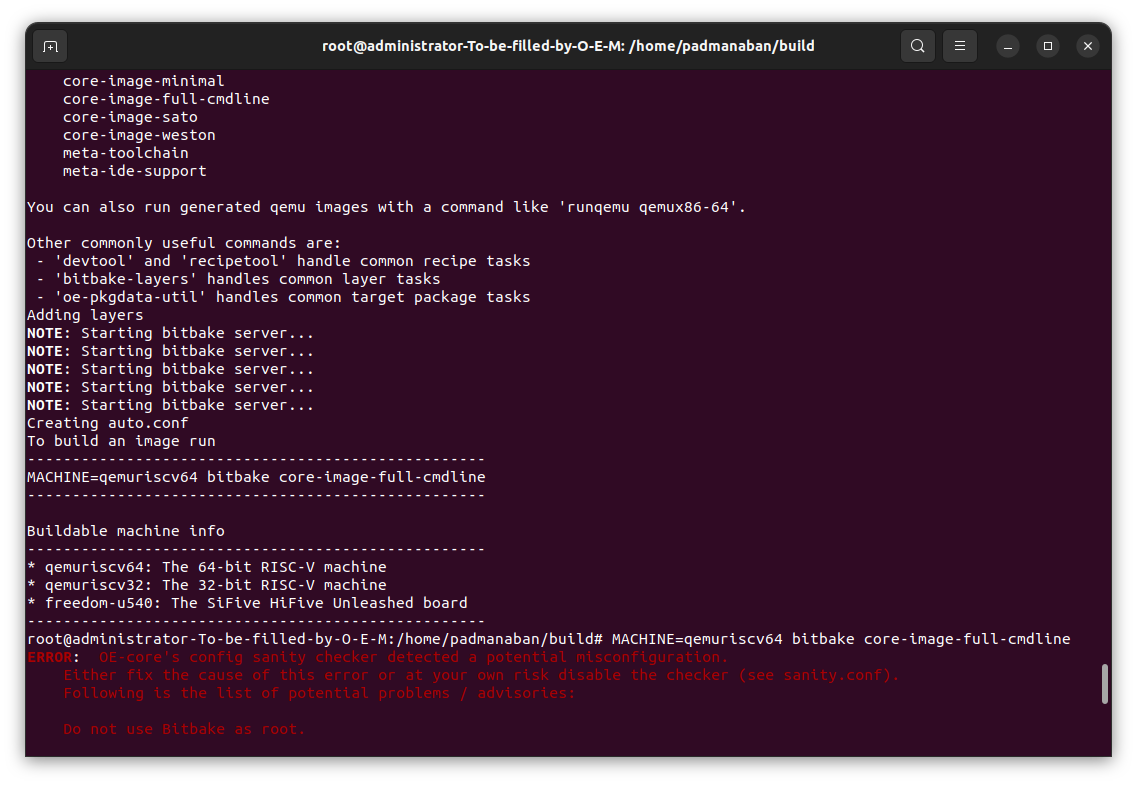 root@administrator-To-be-filled-by-O-E-M: /home/padmanaban/build
    core-image-minimal
    core-image-full-cmdline
    core-image-sato
    core-image-weston
    meta-toolchain
    meta-ide-support

You can also run generated qemu images with a command like 'runqemu qemux86-64'.

Other commonly useful commands are:
 - 'devtool' and 'recipetool' handle common recipe tasks
 - 'bitbake-layers' handles common layer tasks
 - 'oe-pkgdata-util' handles common target package tasks
Adding layers
NOTE: Starting bitbake server...
NOTE: Starting bitbake server...
NOTE: Starting bitbake server...
NOTE: Starting bitbake server...
NOTE: Starting bitbake server...
Creating auto.conf
To build an image run
---------------------------------------------------
MACHINE=qemuriscv64 bitbake core-image-full-cmdline
---------------------------------------------------

Buildable machine info
---------------------------------------------------
* qemuriscv64: The 64-bit RISC-V machine
* qemuriscv32: The 32-bit RISC-V machine
* freedom-u540: The SiFive HiFive Unleashed board
---------------------------------------------------
root@administrator-To-be-filled-by-O-E-M:/home/padmanaban/build# MACHINE=qemuriscv64 bitbake core-image-full-cmdline
ERROR:  OE-core's config sanity checker detected a potential misconfiguration.
    Either fix the cause of this error or at your own risk disable the checker (see sanity.conf).
    Following is the list of potential problems / advisories:

    Do not use Bitbake as root.